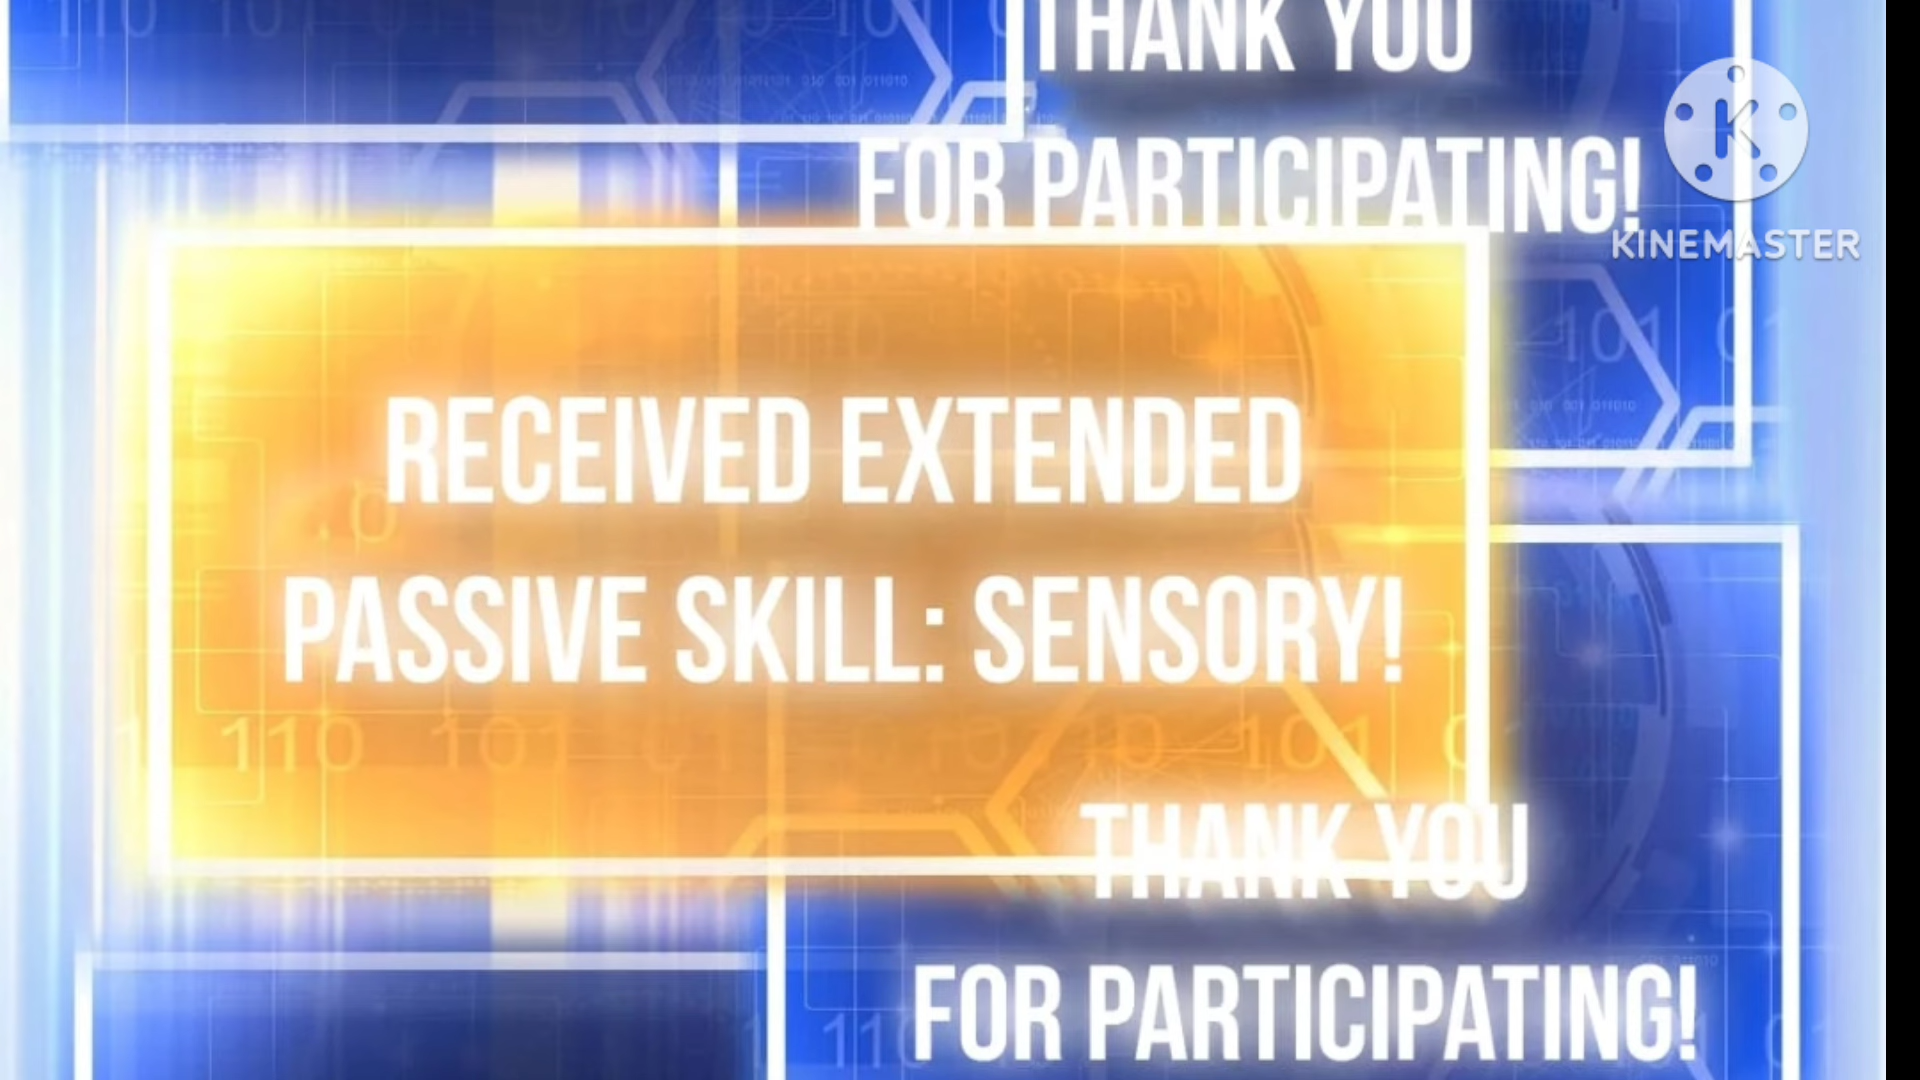 THANK YOU
FOR PARTICIPATING!
KINEMASTER
RECEIVED EXTENDED
PASSIVE SKILL: SENSORY!
THANK YOU
FOR PARTICIPATING!